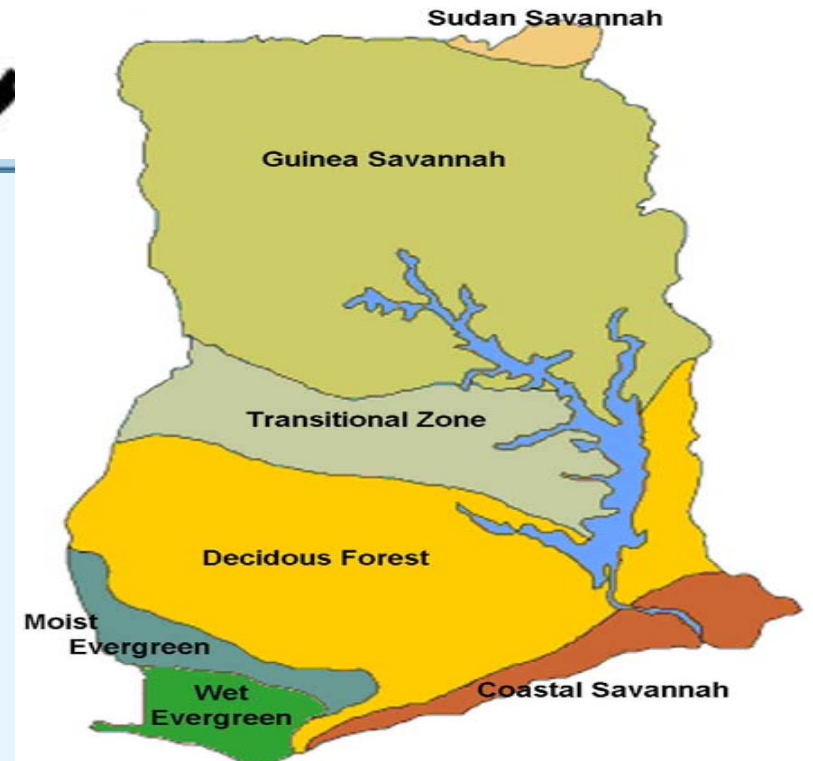 Sudan Savannah
Guinea Savannah
Transitional Zone
Decidous Forest
Moist
Evergreen
Wet
Evergreen
Coastal Savannah